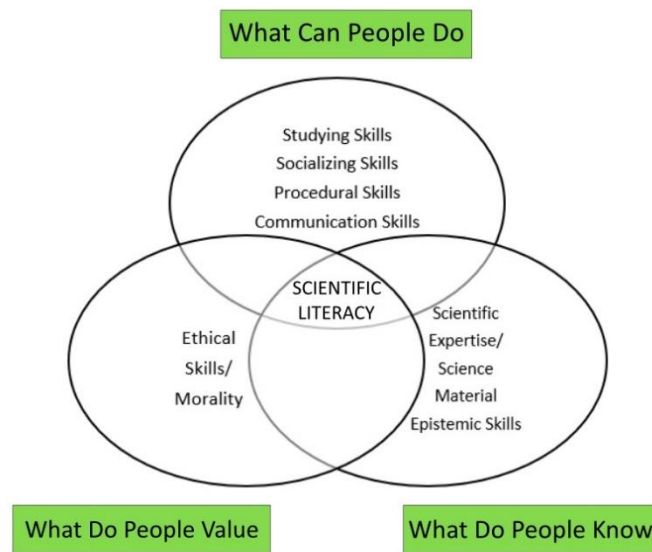 What Can People Do
Studying Skills
Socializing Skills
Procedural Skills
Communication Skills
SCIENTIFIC
LITERACY
Ethical
Skills/
Morality
Scientific
Expertise/
Science
Material
Epistemic Skills
What Do People Value
What Do People Know